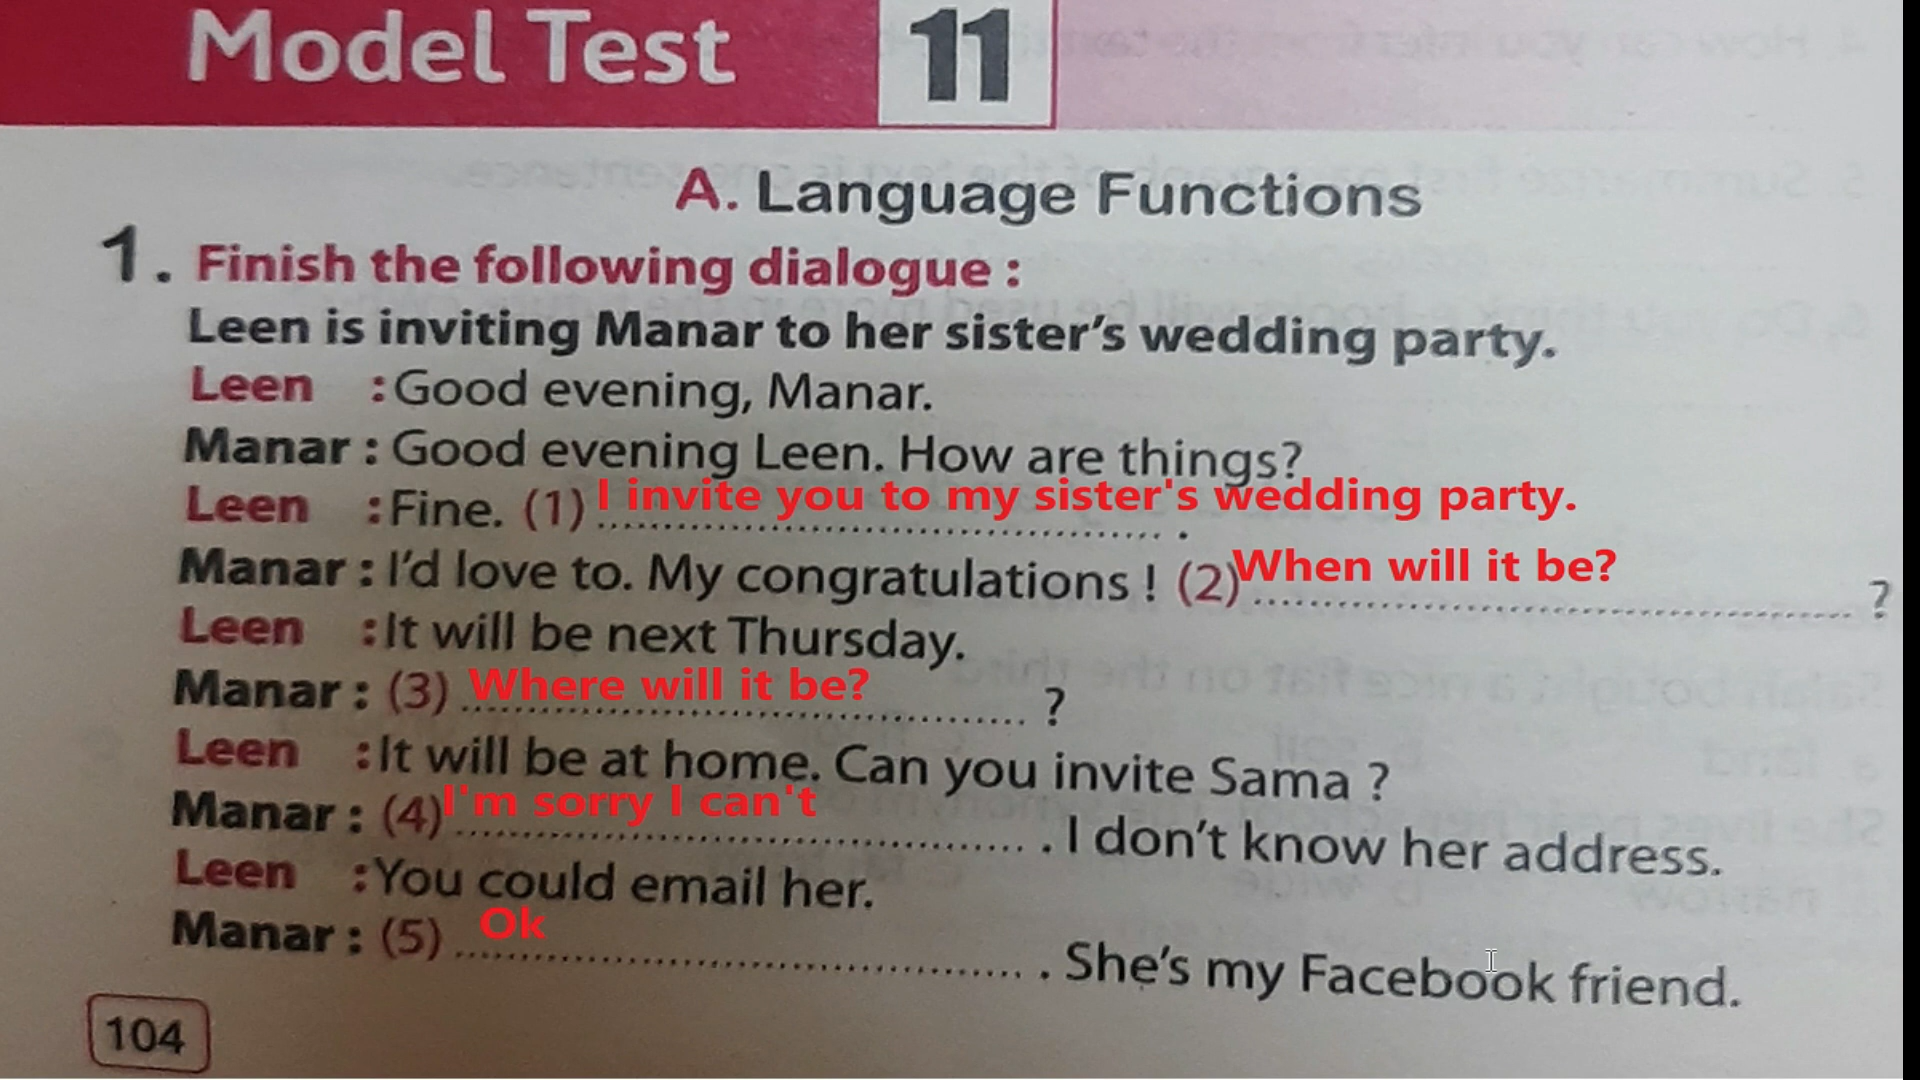 Model Test 11
A. Language Functions
1. Finish the following dialogue :
Leen is inviting Manar to her sister's wedding party.
Leen : Good evening, Manar.
Manar : Good evening Leen. How are things?
Leen : Fine. (1) I invite you to my sister's wedding party. .
Manar : I'd love to. My congratulations ! (2) When will it be? ?
Leen : It will be next Thursday.
Manar : (3) Where will it be? ?
Leen : It will be at home. Can you invite Sama ?
Manar : (4) I'm sorry I can't . I don't know her address.
Leen : You could email her.
Manar : (5) Ok . She's my Facebook friend.
104